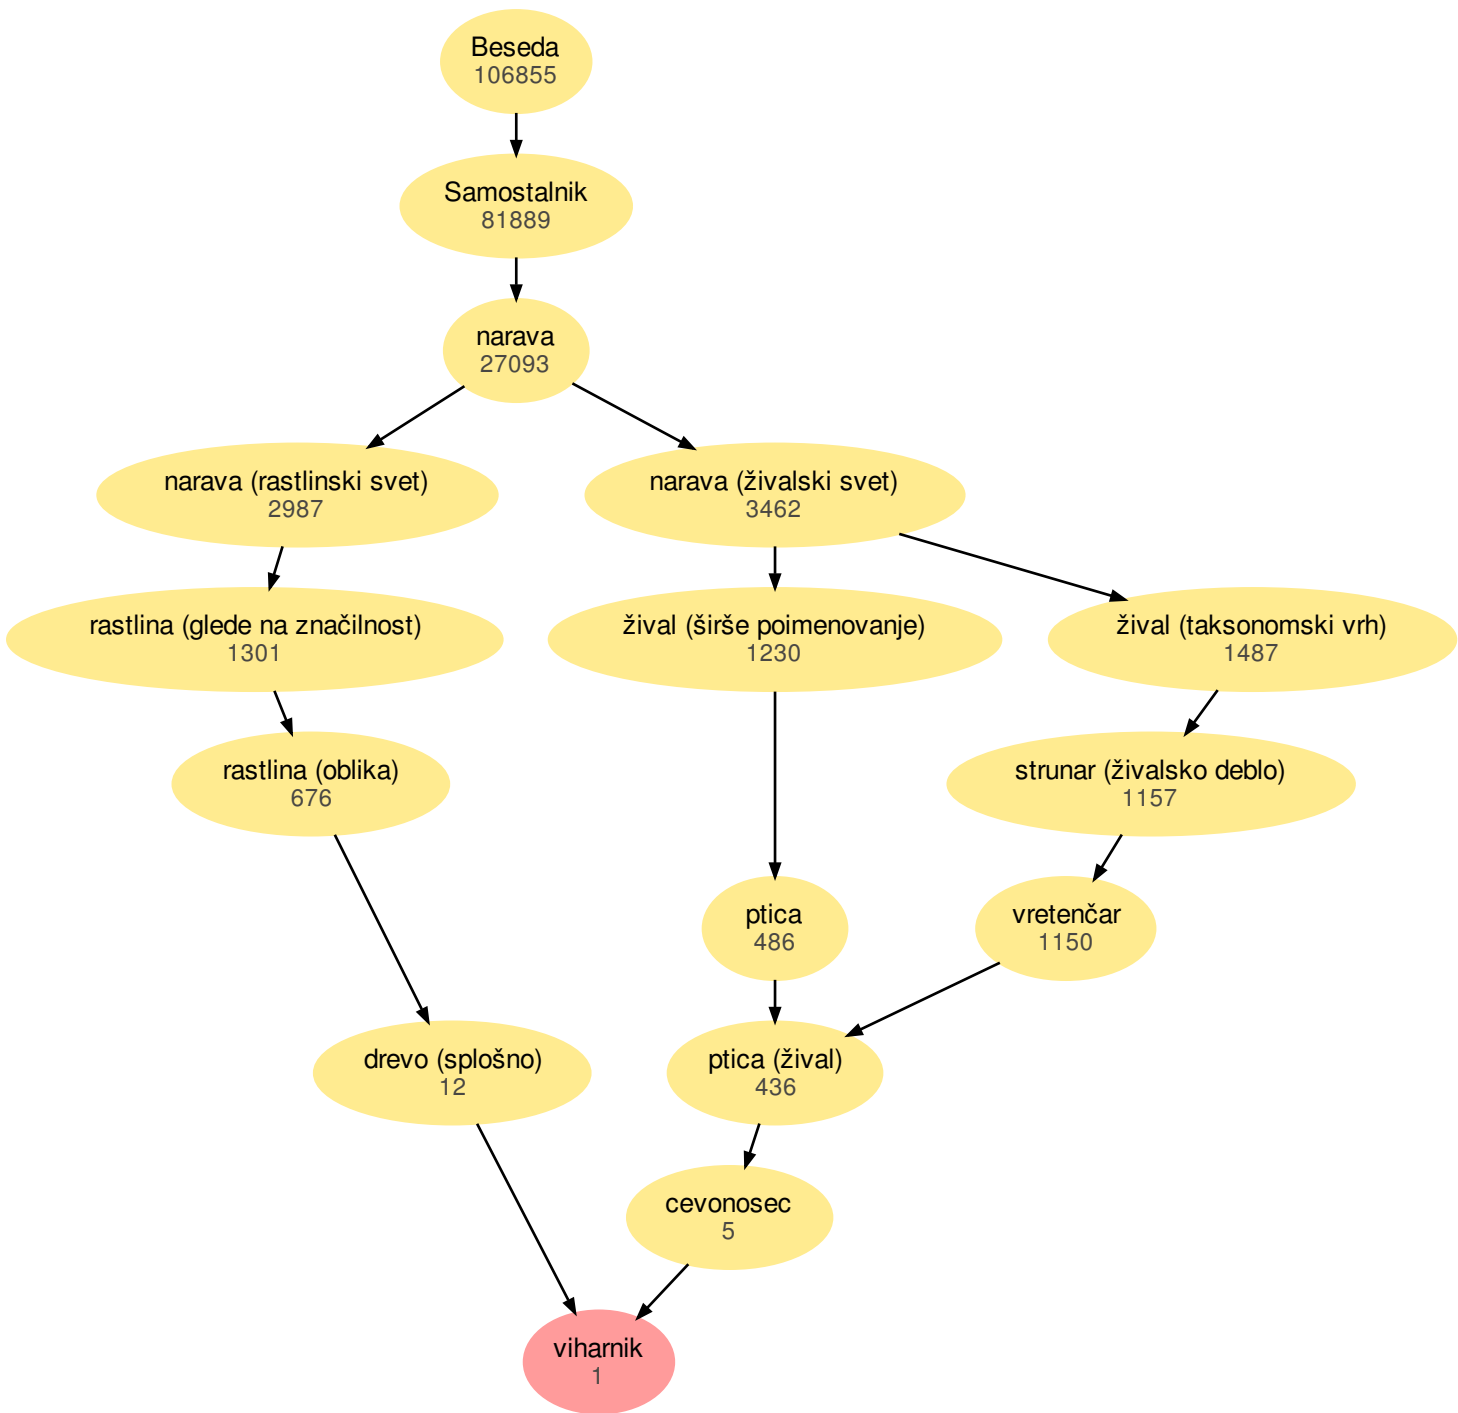 Beseda
106855
Samostalnik
81889
narava
27093
narava (rastlinski svet)
2987
narava (živalski svet)
3462
rastlina (glede na značilnost)
1301
žival (širše poimenovanje)
1230
žival (taksonomski vrh)
1487
rastlina (oblika)
676
strunar (živalsko deblo)
1157
ptica
486
vretenčar
1150
drevo (splošno)
12
ptica (žival)
436
cevonosec
5
viharnik
1